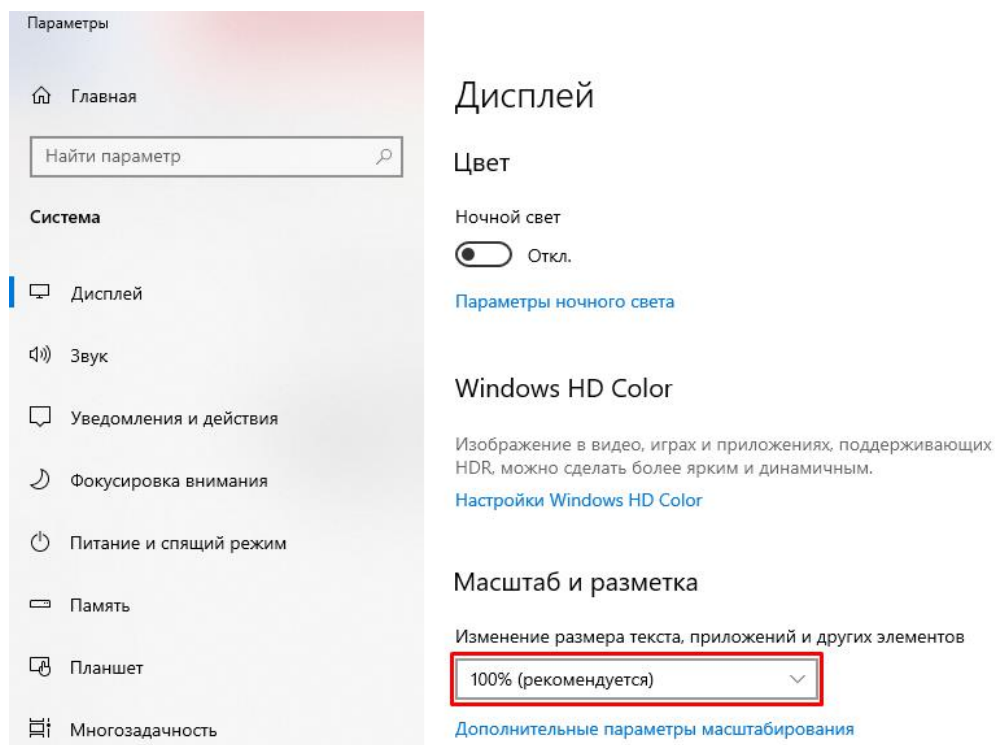 Параметры
Главная
Найти параметр
Система
Дисплей
Звук
Уведомления и действия
Фокусировка внимания
Питание и спящий режим
Память
Планшет
Многозадачность
Дисплей
Цвет
Ночной свет
Откл.
Параметры ночного света
Windows HD Color
Изображение в видео, играх и приложениях, поддерживающих
HDR, можно сделать более ярким и динамичным.
Настройки Windows HD Color
Масштаб и разметка
Изменение размера текста, приложений и других элементов
100% (рекомендуется)
Дополнительные параметры масштабирования